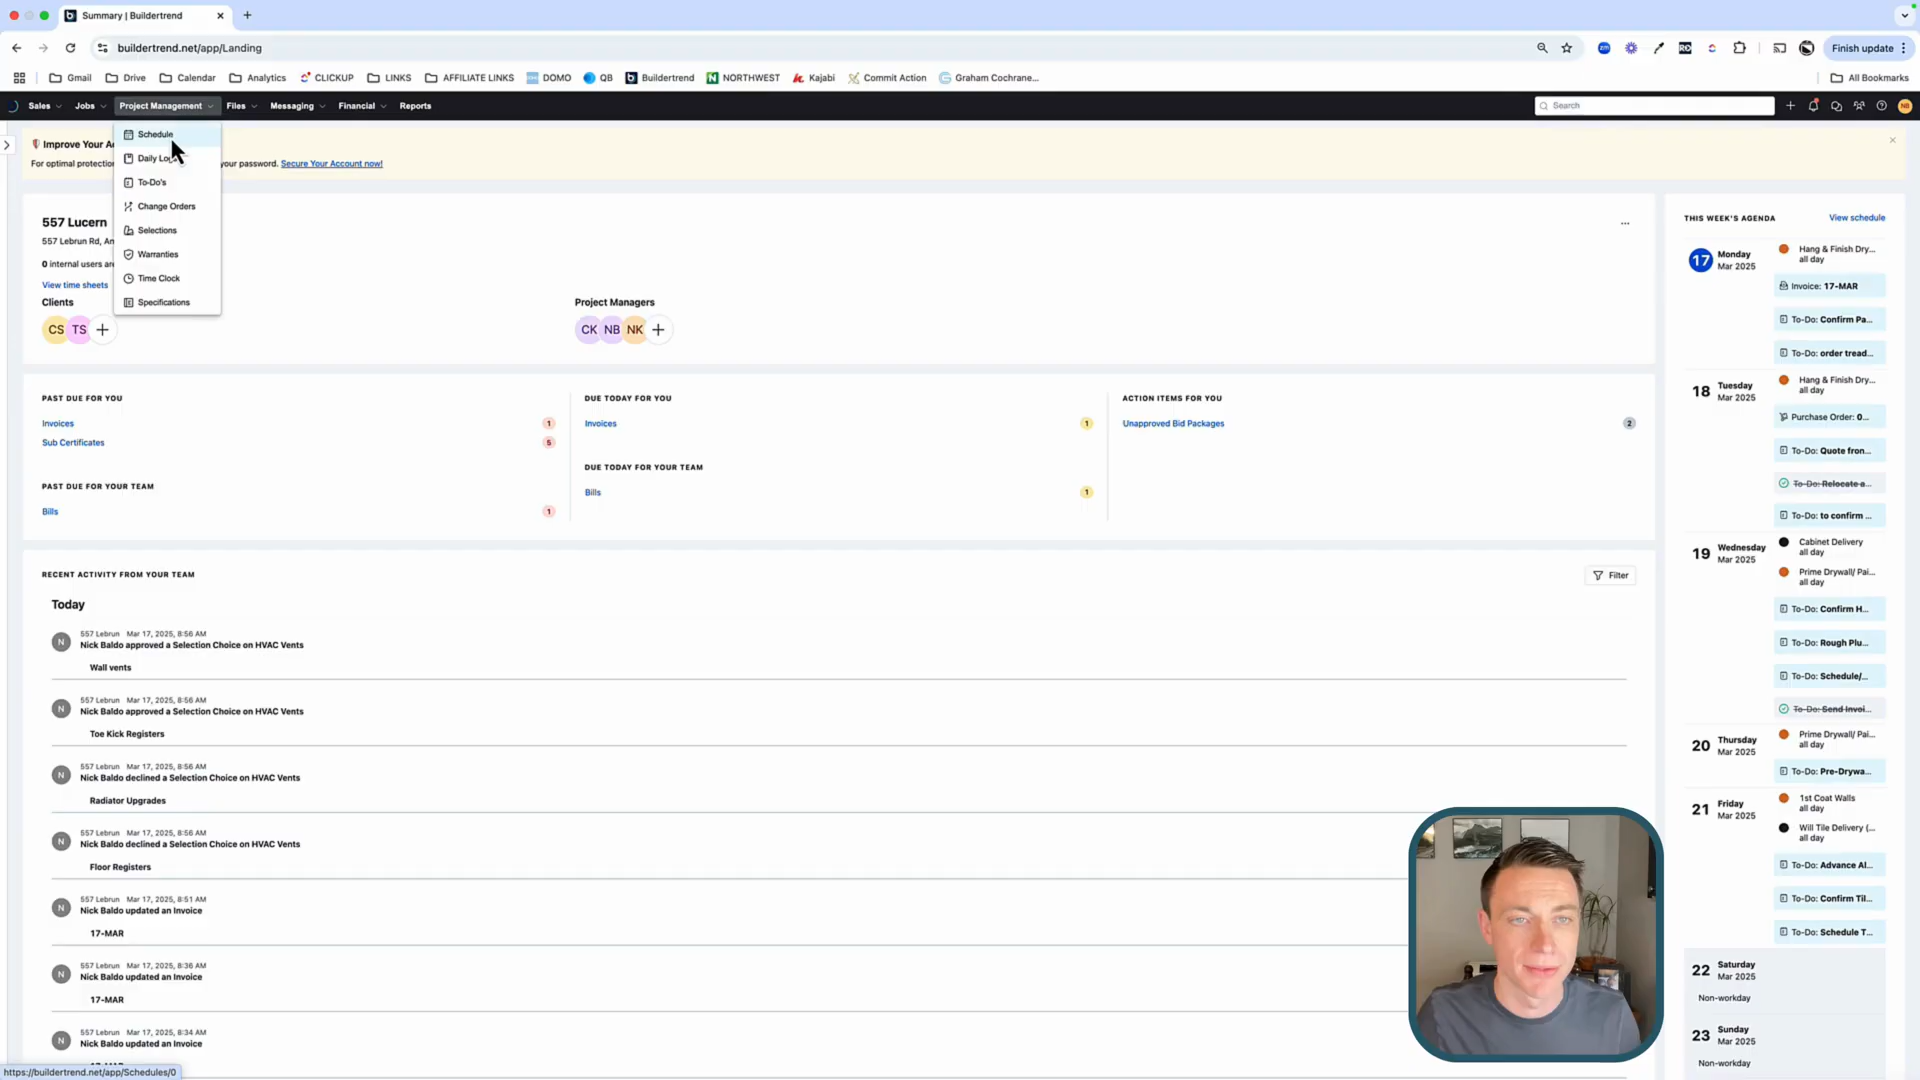 Summary | Buildertrend
buildertrend.net/app/Landing
Finish update
Gmail Drive Calendar Analytics CLICKUP LINKS AFFILIATE LINKS DOMO QB Buildertrend NORTHWEST Kajabi Commit Action Graham Cochrane... All Bookmarks
Sales Jobs Project Management Files Messaging Financial Reports Search NB
Schedule
Daily Lo
To-Do's
Change Orders
Selections
Warranties
Time Clock
Specifications
Improve Your A
For optimal protectio your password. Secure Your Account now!
557 Lucern
557 Lebrun Rd, A
0 internal users ar
View time sheets
Clients
CS TS
Project Managers
CK NB NK
PAST DUE FOR YOU
Invoices 1
Sub Certificates 5
PAST DUE FOR YOUR TEAM
Bills 1
DUE TODAY FOR YOU
Invoices 1
DUE TODAY FOR YOUR TEAM
Bills 1
ACTION ITEMS FOR YOU
Unapproved Bid Packages 2
RECENT ACTIVITY FROM YOUR TEAM
Filter
Today
N
557 Lebrun Mar 17, 2025, 8:56 AM
Nick Baldo approved a Selection Choice on HVAC Vents
Wall vents
N
557 Lebrun Mar 17, 2025, 8:56 AM
Nick Baldo approved a Selection Choice on HVAC Vents
Toe Kick Registers
N
557 Lebrun Mar 17, 2025, 8:56 AM
Nick Baldo declined a Selection Choice on HVAC Vents
Radiator Upgrades
N
557 Lebrun Mar 17, 2025, 8:56 AM
Nick Baldo declined a Selection Choice on HVAC Vents
Floor Registers
N
557 Lebrun Mar 17, 2025, 8:51 AM
Nick Baldo updated an Invoice
17-MAR
N
557 Lebrun Mar 17, 2025, 8:36 AM
Nick Baldo updated an Invoice
17-MAR
N
557 Lebrun Mar 17, 2025, 8:34 AM
Nick Baldo updated an Invoice
https://buildertrend.net/app/Schedules/0
THIS WEEK'S AGENDA View schedule
17 Monday
Mar 2025
Hang & Finish Dry...
all day
Invoice: 17-MAR
To-Do: Confirm Pa...
To-Do: order tread...
18 Tuesday
Mar 2025
Hang & Finish Dry...
all day
Purchase Order: 0...
To-Do: Quote fron...
To-Do: Relocate a...
To-Do: to confirm ...
19 Wednesday
Mar 2025
Cabinet Delivery
all day
Prime Drywall/ Pai...
all day
To-Do: Confirm H...
To-Do: Rough Plu...
To-Do: Schedule/...
To-Do: Send Invoi...
20 Thursday
Mar 2025
Prime Drywall/ Pai...
all day
To-Do: Pre-Drywa...
21 Friday
Mar 2025
1st Coat Walls
all day
Will Tile Delivery (...
all day
To-Do: Advance Al...
To-Do: Confirm Til...
To-Do: Schedule T...
22 Saturday
Mar 2025
Non-workday
23 Sunday
Mar 2025
Non-workday